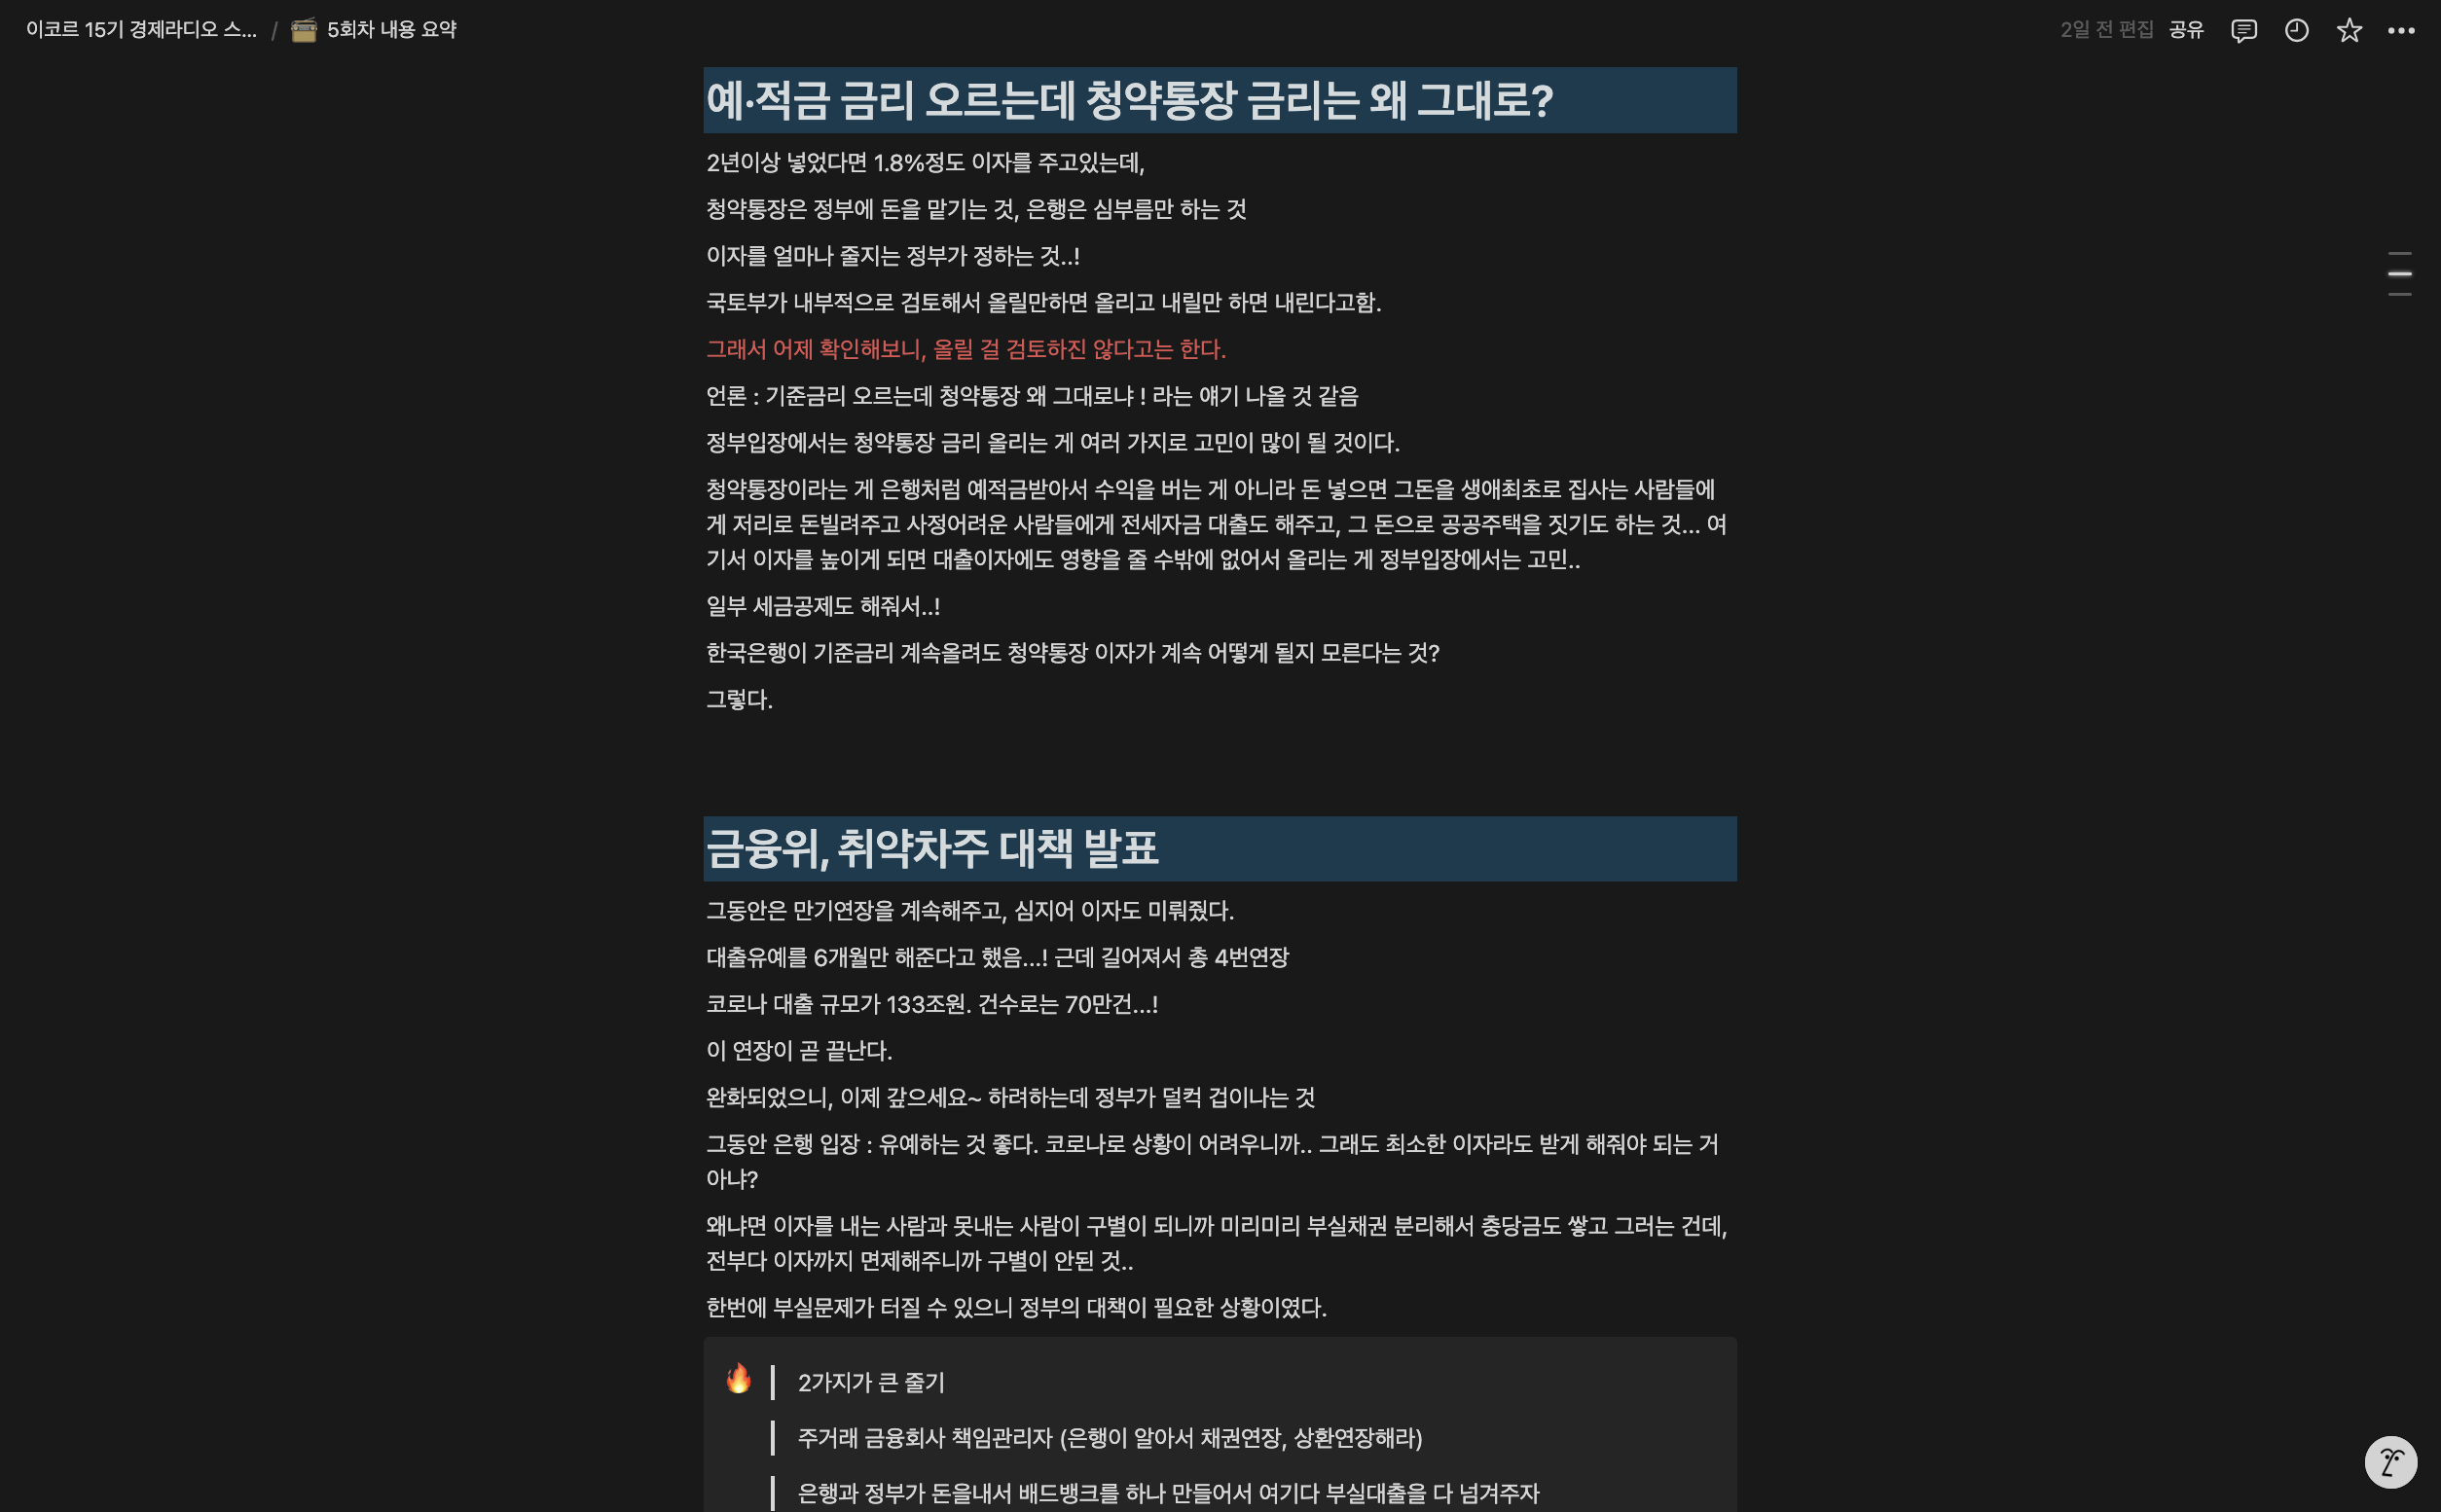 이코르 15기 경제라디오 스... / 5회차 내용 요약
2일 전 편집 공유
예·적금 금리 오르는데 청약통장 금리는 왜 그대로?
2년이상 넣었다면 1.8%정도 이자를 주고있는데,
청약통장은 정부에 돈을 맡기는 것, 은행은 심부름만 하는 것
이자를 얼마나 줄지는 정부가 정하는 것..!
국토부가 내부적으로 검토해서 올릴만하면 올리고 내릴만 하면 내린다고함.
그래서 어제 확인해보니, 올릴 걸 검토하진 않다고는 한다.
언론 : 기준금리 오르는데 청약통장 왜 그대로냐 ! 라는 얘기 나올 것 같음
정부입장에서는 청약통장 금리 올리는 게 여러 가지로 고민이 많이 될 것이다.
청약통장이라는 게 은행처럼 예적금받아서 수익을 버는 게 아니라 돈 넣으면 그돈을 생애최초로 집사는 사람들에
게 저리로 돈빌려주고 사정어려운 사람들에게 전세자금 대출도 해주고, 그 돈으로 공공주택을 짓기도 하는 것... 여
기서 이자를 높이게 되면 대출이자에도 영향을 줄 수밖에 없어서 올리는 게 정부입장에서는 고민..
일부 세금공제도 해줘서..!
한국은행이 기준금리 계속올려도 청약통장 이자가 계속 어떻게 될지 모른다는 것?
그렇다.
금융위, 취약차주 대책 발표
그동안은 만기연장을 계속해주고, 심지어 이자도 미뤄줬다.
대출유예를 6개월만 해준다고 했음...! 근데 길어져서 총 4번연장
코로나 대출 규모가 133조원. 건수로는 70만건...!
이 연장이 곧 끝난다.
완화되었으니, 이제 갚으세요~ 하려하는데 정부가 덜컥 겁이나는 것
그동안 은행 입장 : 유예하는 것 좋다. 코로나로 상황이 어려우니까.. 그래도 최소한 이자라도 받게 해줘야 되는 거
아냐?
왜냐면 이자를 내는 사람과 못내는 사람이 구별이 되니까 미리미리 부실채권 분리해서 충당금도 쌓고 그러는 건데,
전부다 이자까지 면제해주니까 구별이 안된 것..
한번에 부실문제가 터질 수 있으니 정부의 대책이 필요한 상황이였다.
2가지가 큰 줄기
주거래 금융회사 책임관리자 (은행이 알아서 채권연장, 상환연장해라)
은행과 정부가 돈을내서 배드뱅크를 하나 만들어서 여기다 부실대출을 다 넘겨주자